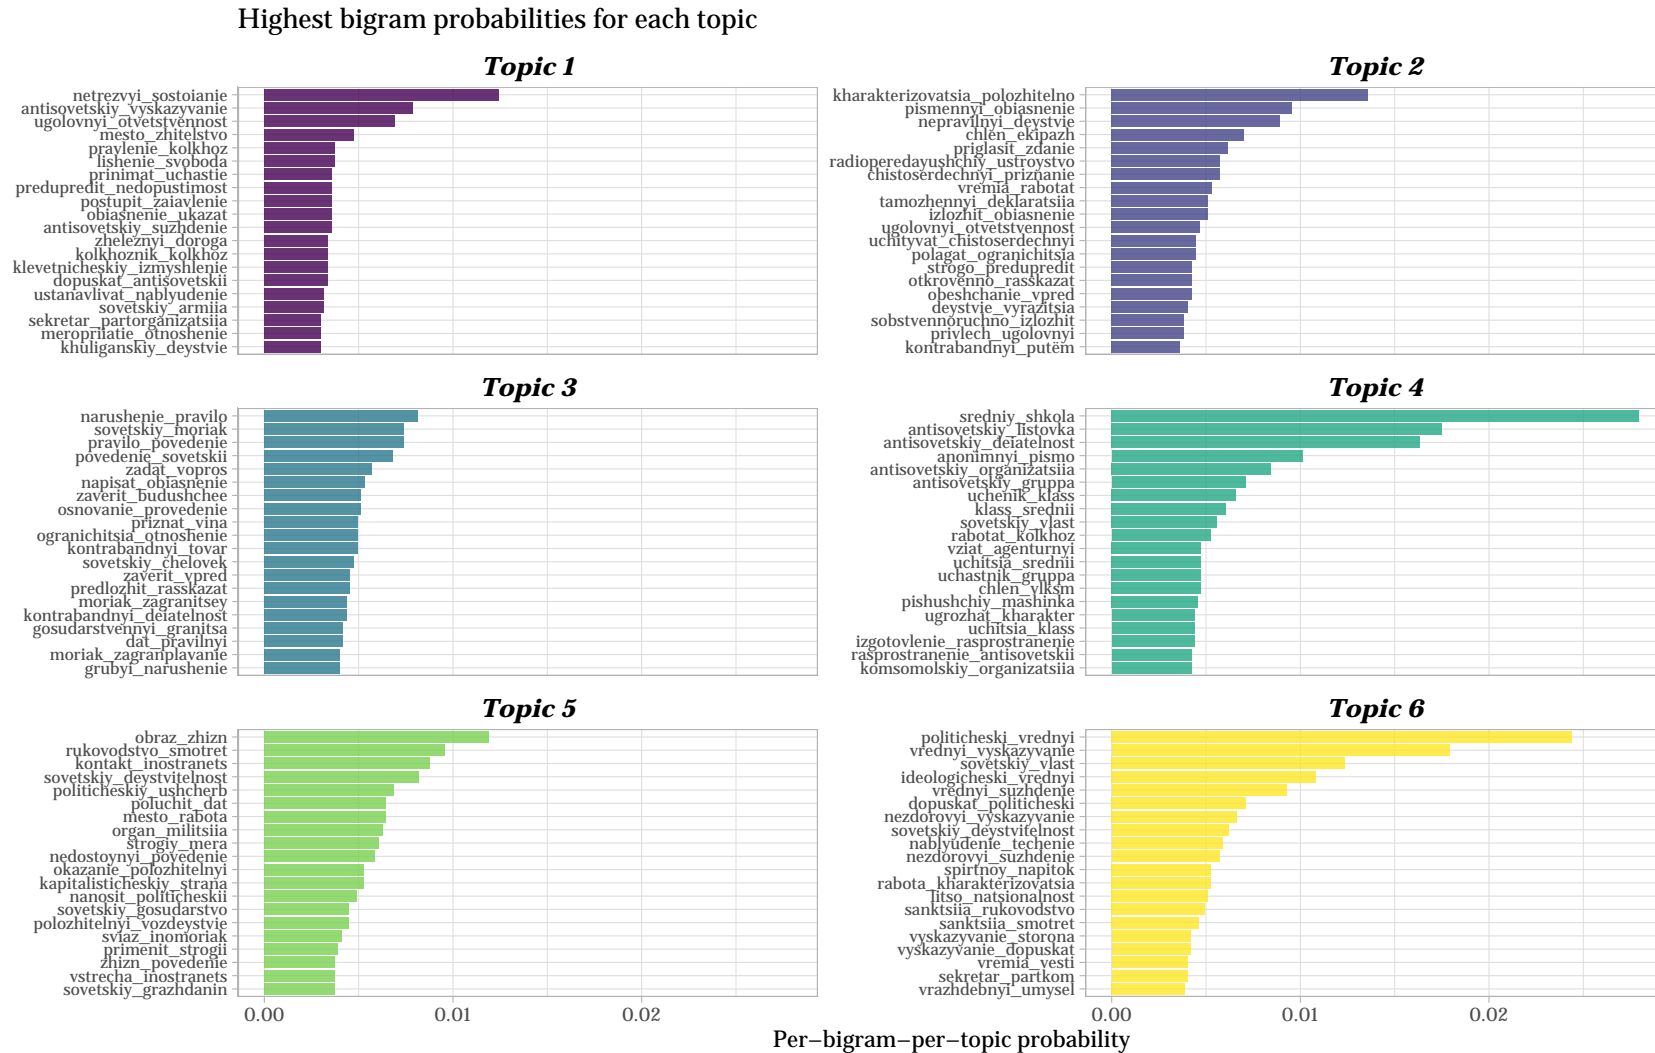 Highest bigram probabilities for each topic
Topic 1
netrezvyi_sostoianie
antisovetskiy_vyskazyvanie
ugolovnyi_otvetstvennost
mesto_zhitelstvo
pravlenie_kolkhoz
lishenie_svoboda
prinimat_uchastie
predupredit_nedopustimost
postupit_zaiavlenie
obiasnenie_ukazat
antisovetskiy_suzhdenie
zheleznyi_doroga
kolkhoznik_kolkhoz
klevetnicheskiy_izmyshlenie
dopuskat_antisovetskii
ustanavlivat_nablyudenie
sovetskiy_armiia
sekretar_partorganizatsiia
meropriiatie_otnoshenie
khuliganskiy_deystvie
Topic 2
kharakterizovatsia_polozhitelno
pismennyi_obiasnenie
nepravilnyi_deystvie
chlen_ekipazh
priglasit_zdanie
radioperedayushchiy_ustroystvo
chistoserdechnyi_priznanie
vremia_rabotat
tamozhennyi_deklaratsiia
izlozhit_obiasnenie
ugolovnyi_otvetstvennost
uchityvat_chistoserdechnyi
polagat_ogranichitsia
strogo_predupredit
otkrovenno_rasskazat
obeshchanie_vpred
deystvie_vyrazitsia
sobstvennoruchno_izlozhit
privlech_ugolovnyi
kontrabandnyi_putëm
Topic 3
narushenie_pravilo
sovetskiy_moriak
pravilo_povedenie
povedenie_sovetskii
zadat_vopros
napisat_obiasnenie
zaverit_budushchee
osnovanie_provedenie
priznat_vina
ogranichitsia_otnoshenie
kontrabandnyi_tovar
sovetskiy_chelovek
zaverit_vpred
predlozhit_rasskazat
moriak_zagranitsey
kontrabandnyi_deiatelnost
gosudarstvennyi_granitsa
dat_pravilnyi
moriak_zagranplavanie
grubyi_narushenie
Topic 4
sredniy_shkola
antisovetskiy_listovka
antisovetskiy_deiatelnost
anonimnyi_pismo
antisovetskiy_organizatsiia
antisovetskiy_gruppa
uchenik_klass
klass_srednii
sovetskiy_vlast
rabotat_kolkhoz
vziat_agenturnyi
uchitsia_srednii
uchastnik_gruppa
chlen_vlksm
pishushchiy_mashinka
ugrozhat_kharakter
uchitsia_klass
izgotovlenie_rasprostranenie
rasprostranenie_antisovetskii
komsomolskiy_organizatsiia
Topic 5
obraz_zhizn
rukovodstvo_smotret
kontakt_inostranets
sovetskiy_deystvitelnost
politicheskiy_ushcherb
poluchit_dat
mesto_rabota
organ_militsiia
strogiy_mera
nedostoynyi_povedenie
okazanie_polozhitelnyi
kapitalisticheskiy_strana
nanosit_politicheskii
sovetskiy_gosudarstvo
polozhitelnyi_vozdeystvie
sviaz_inomoriak
primenit_strogii
zhizn_povedenie
vstrecha_inostranets
sovetskiy_grazhdanin
0.00
0.01
0.02
Topic 6
politicheski_vrednyi
vrednyi_vyskazyvanie
sovetskiy_vlast
ideologicheski_vrednyi
vrednyi_suzhdenie
dopuskat_politicheski
nezdorovyi_vyskazyvanie
sovetskiy_deystvitelnost
nablyudenie_techenie
nezdorovyi_suzhdenie
spirtnoy_napitok
rabota_kharakterizovatsia
litso_natsionalnost
sanktsiia_rukovodstvo
sanktsiia_smotret
vyskazyvanie_storona
vyskazyvanie_dopuskat
vremia_vesti
sekretar_partkom
vrazhdebnyi_umysel
0.00
0.01
0.02
Per−bigram−per−topic probability